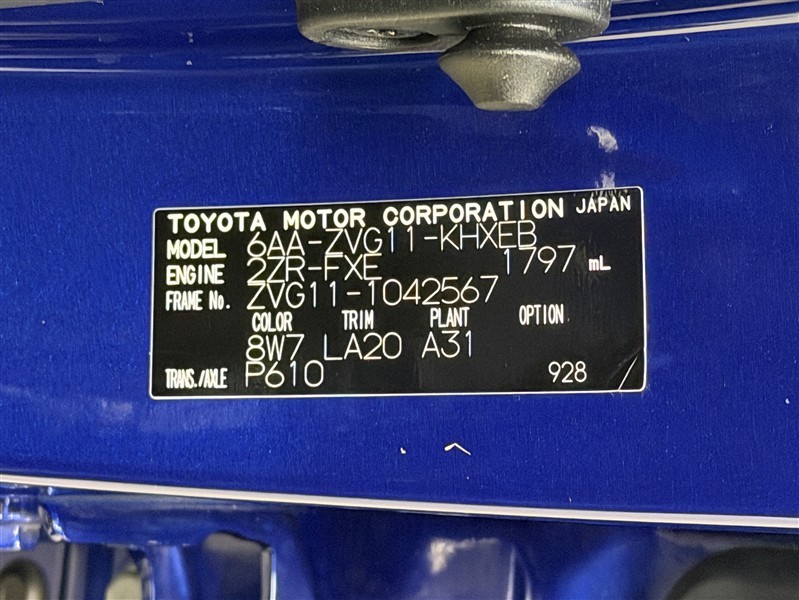 TOYOTA MOTOR CORPORATION JAPAN
MODEL 6AA-ZVG11-KHXEB
ENGINE 2ZR-FXE 1797 mL
FRAME No. ZVG11-1042567
COLOR TRIM PLANT OPTION
8W7 LA20 A31
TRANS./AXLE P610 928